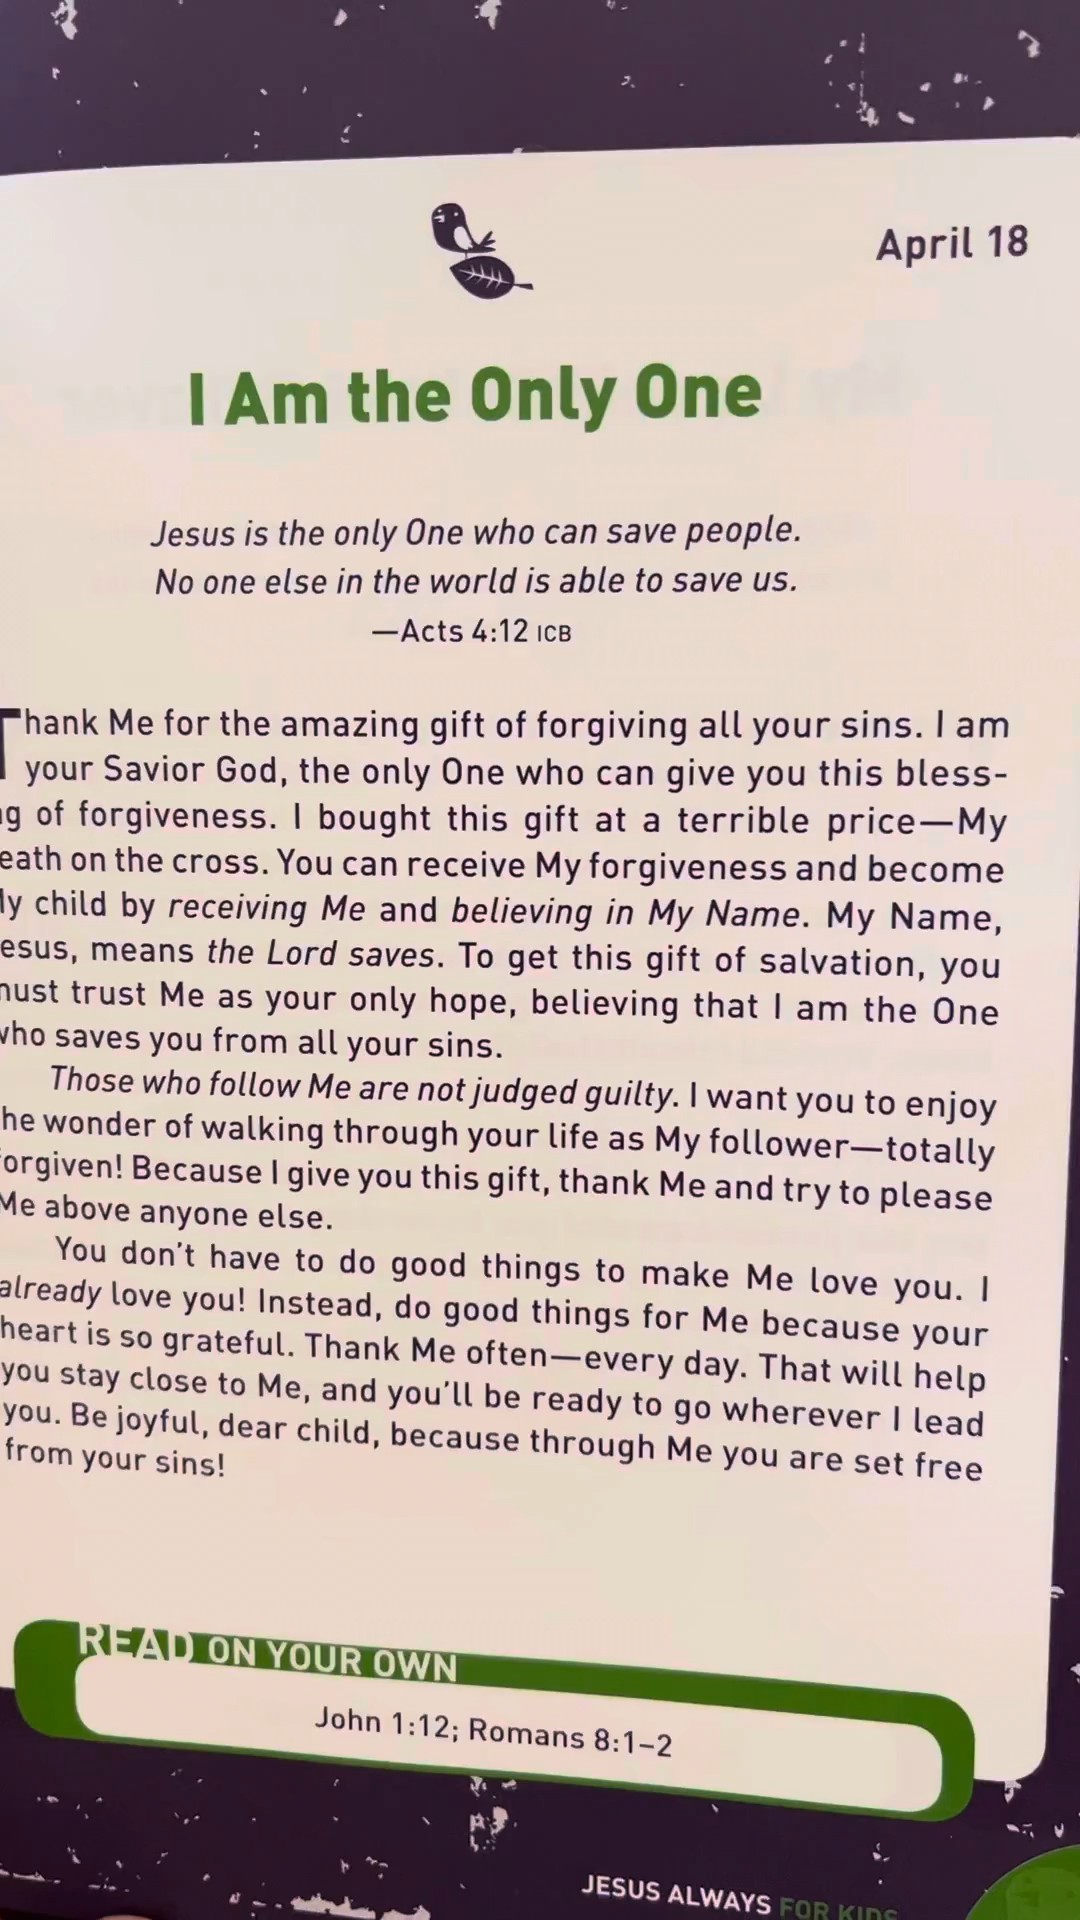 April 18
I Am the Only One
Jesus is the only One who can save people.
No one else in the world is able to save us.
—Acts 4:12 ICB
Thank Me for the amazing gift of forgiving all your sins. I am
your Savior God, the only One who can give you this bless-
ng of forgiveness. I bought this gift at a terrible price—My
eath on the cross. You can receive My forgiveness and become
My child by receiving Me and believing in My Name. My Name,
esus, means the Lord saves. To get this gift of salvation, you
must trust Me as your only hope, believing that I am the One
who saves you from all your sins.
Those who follow Me are not judged guilty. I want you to enjoy
he wonder of walking through your life as My follower—totally
forgiven! Because I give you this gift, thank Me and try to please
Me above anyone else.
You don't have to do good things to make Me love you. I
already love you! Instead, do good things for Me because your
heart is so grateful. Thank Me often—every day. That will help
you stay close to Me, and you'll be ready to go wherever I lead
you. Be joyful, dear child, because through Me you are set free
from your sins!
READ ON YOUR OWN
John 1:12; Romans 8:1–2
JESUS ALWAYS FOR KIDS